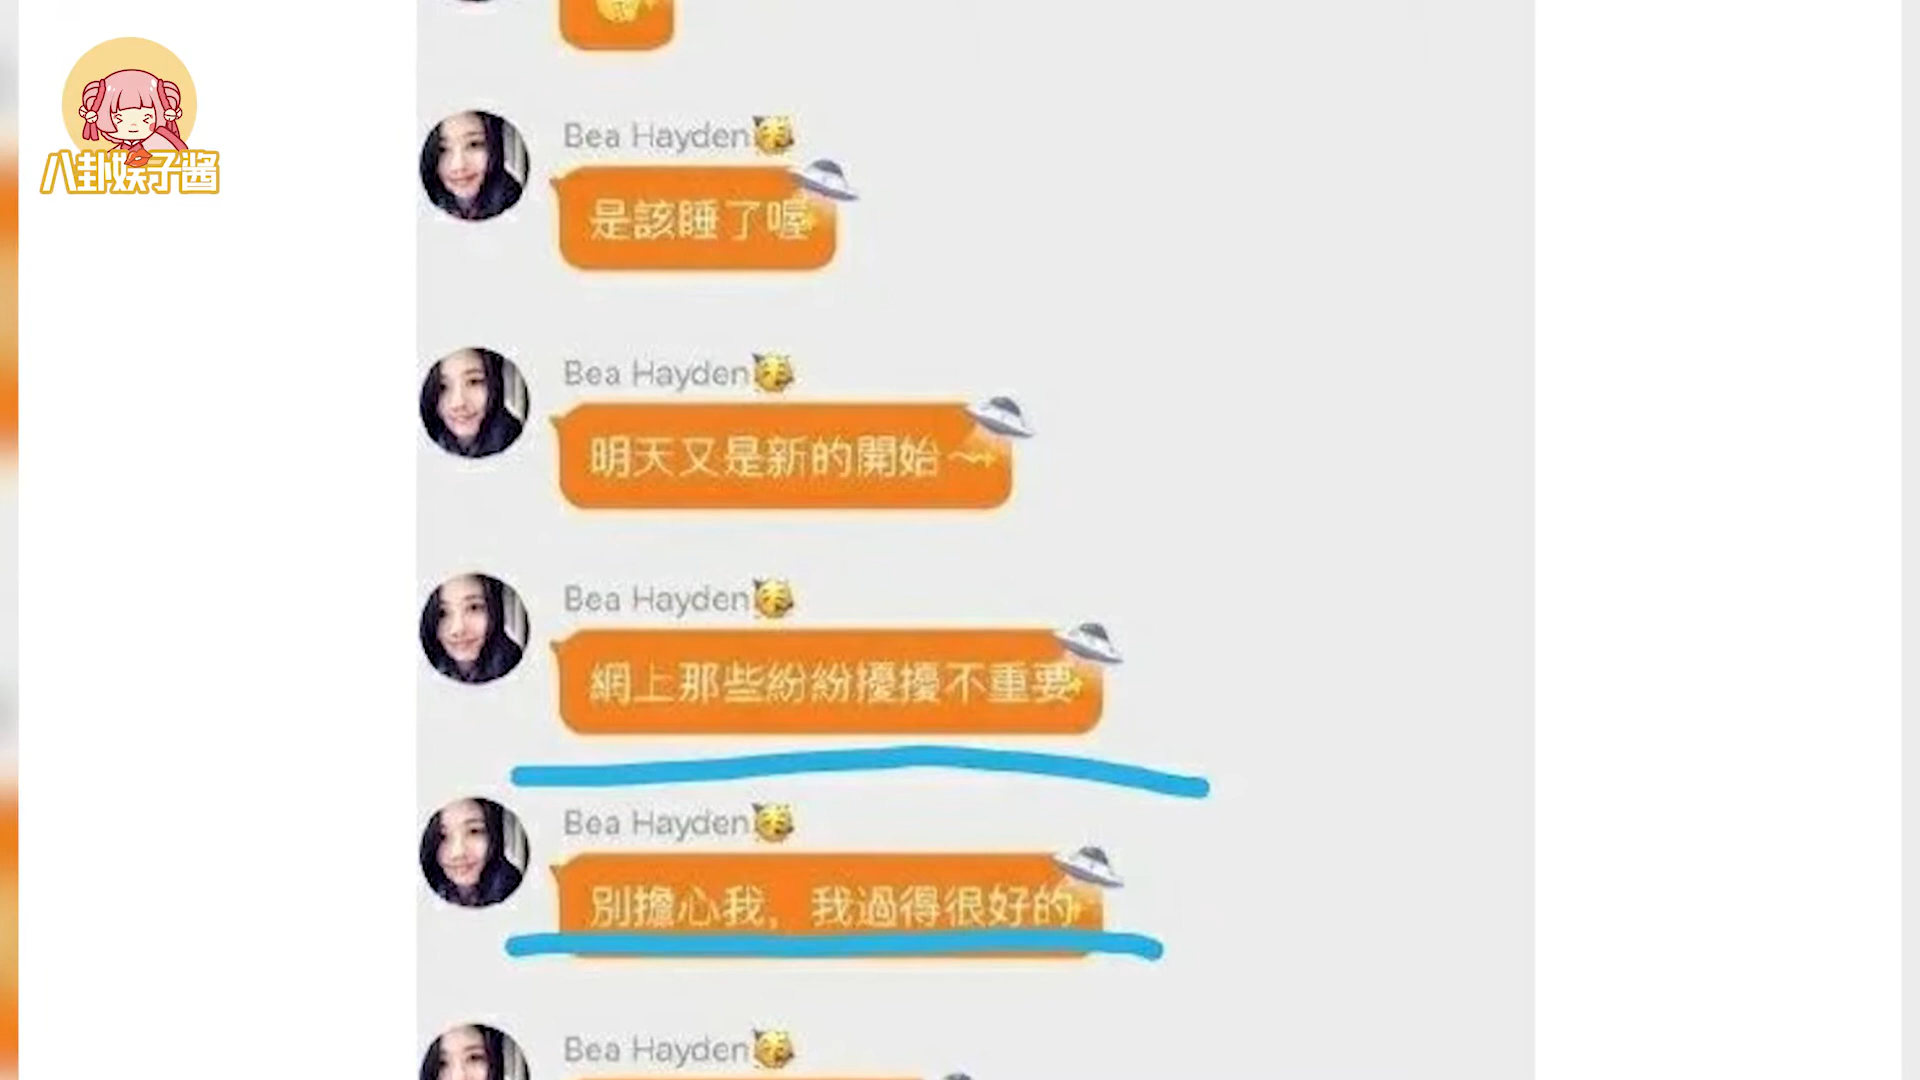 八卦娱子酱
Bea Hayden
是該睡了喔
Bea Hayden
明天又是新的開始~
Bea Hayden
網上那些紛紛擾擾不重要
Bea Hayden
別擔心我，我過得很好的
Bea Hayden